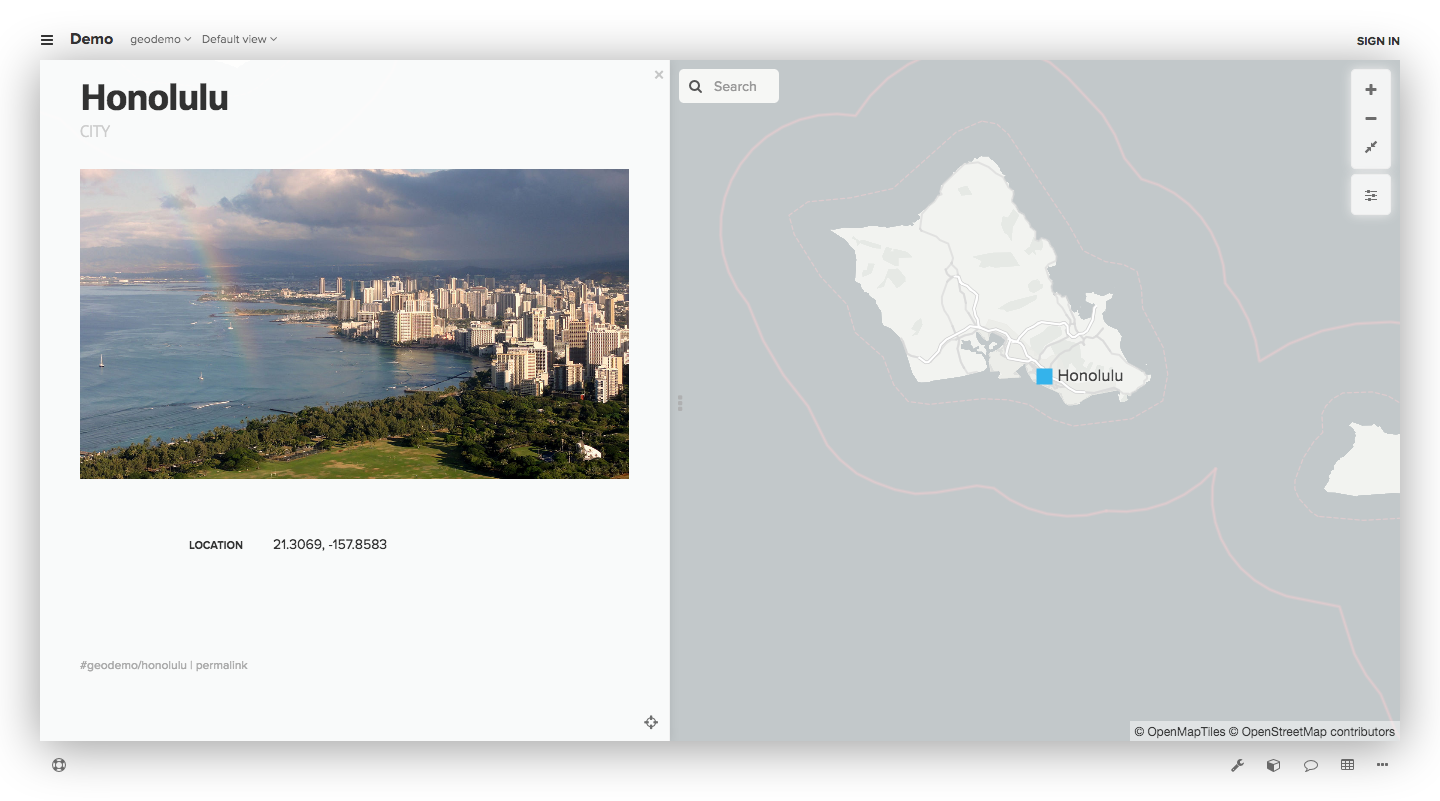 Demo geodemo Default view SIGN IN
Honolulu
CITY
LOCATION 21.3069, -157.8583
#geodemo/honolulu | permalink
Search
Honolulu
© OpenMapTiles © OpenStreetMap contributors